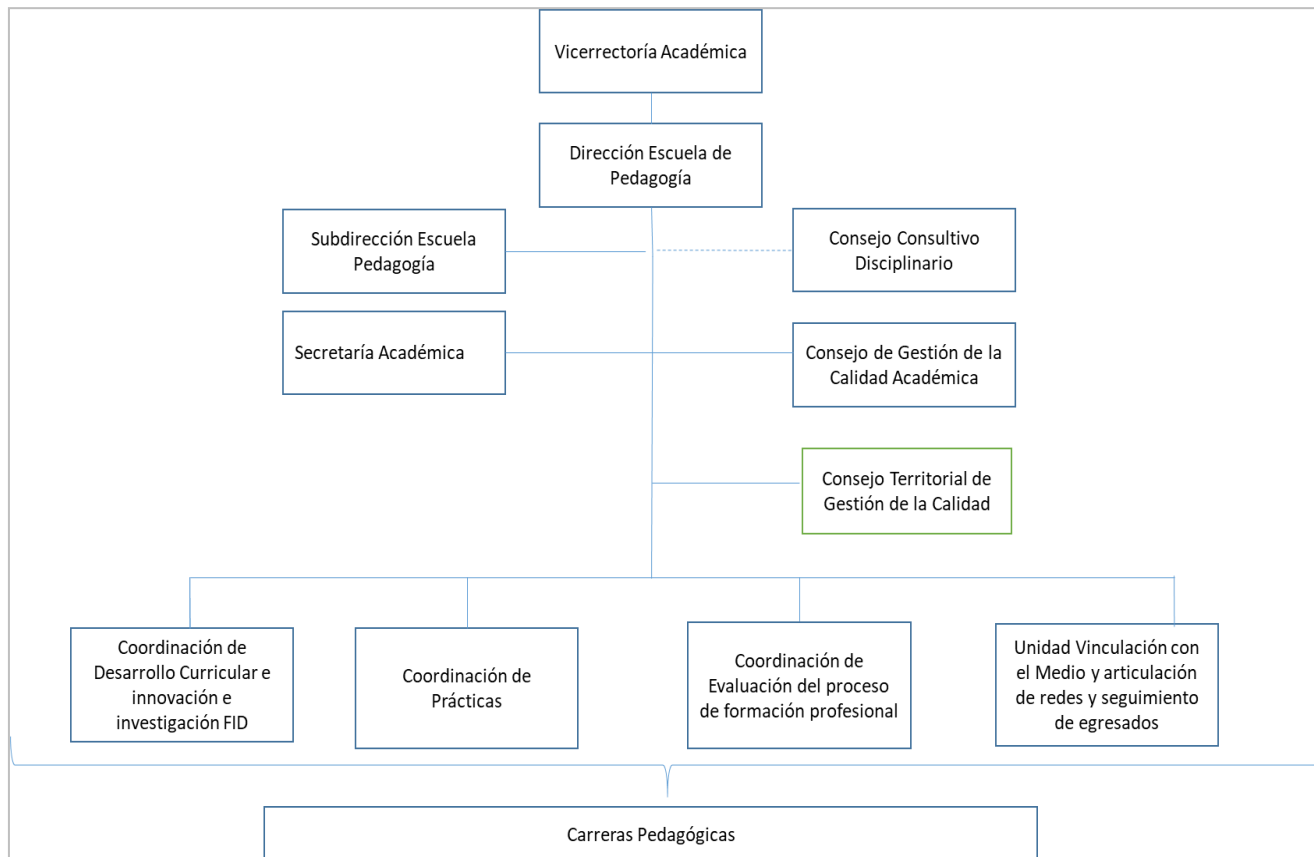 Vicerrectoría Académica
Dirección Escuela de
Pedagogía
Subdirección Escuela
Pedagogía
Consejo Consultivo
Disciplinario
Secretaría Académica
Consejo de Gestión de la
Calidad Académica
Consejo Territorial de
Gestión de la Calidad
Coordinación de
Desarrollo Curricular e
innovación e
investigación FID
Coordinación de
Prácticas
Coordinación de
Evaluación del proceso
de formación profesional
Unidad Vinculación con
el Medio y articulación
de redes y seguimiento
de egresados
Carreras Pedagógicas